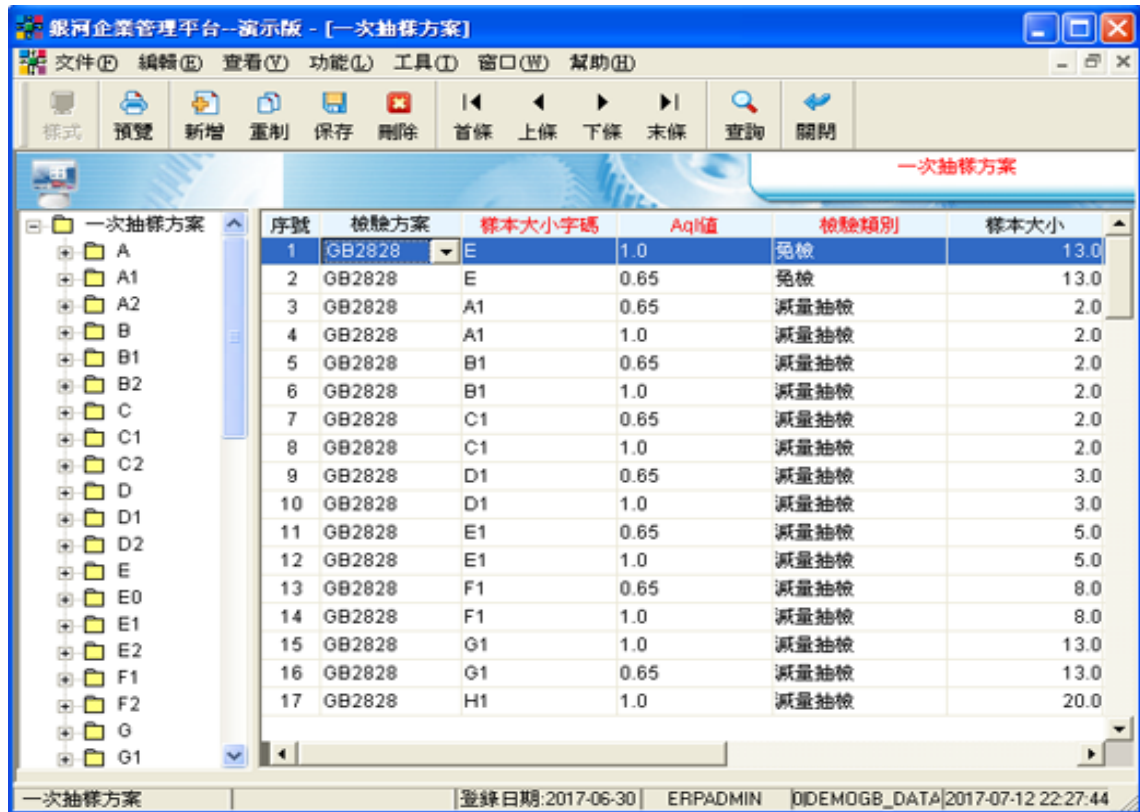 銀河企業管理平台--演示版 - [一次抽樣方案]
文件(F) 編輯(E) 查看(V) 功能(L) 工具(T) 窗口(W) 幫助(H)
樣式 預覽 新增 重制 保存 刪除 首條 上條 下條 末條 查詢 關閉
一次抽樣方案
一次抽樣方案
A
A1
A2
B
B1
B2
C
C1
C2
D
D1
D2
E
E0
E1
E2
F1
F2
G
G1
序號 檢驗方案 樣本大小字碼 Aql值 檢驗類別 樣本大小
1 GB2828 E 1.0 免檢 13.0
2 GB2828 E 0.65 免檢 13.0
3 GB2828 A1 0.65 減量抽檢 2.0
4 GB2828 A1 1.0 減量抽檢 2.0
5 GB2828 B1 0.65 減量抽檢 2.0
6 GB2828 B1 1.0 減量抽檢 2.0
7 GB2828 C1 0.65 減量抽檢 2.0
8 GB2828 C1 1.0 減量抽檢 2.0
9 GB2828 D1 0.65 減量抽檢 3.0
10 GB2828 D1 1.0 減量抽檢 3.0
11 GB2828 E1 0.65 減量抽檢 5.0
12 GB2828 E1 1.0 減量抽檢 5.0
13 GB2828 F1 0.65 減量抽檢 8.0
14 GB2828 F1 1.0 減量抽檢 8.0
15 GB2828 G1 1.0 減量抽檢 13.0
16 GB2828 G1 0.65 減量抽檢 13.0
17 GB2828 H1 1.0 減量抽檢 20.0
一次抽樣方案 登錄日期:2017-06-30 ERPADMIN 0|DEMOGB_DATA 2017-07-12 22:27:44